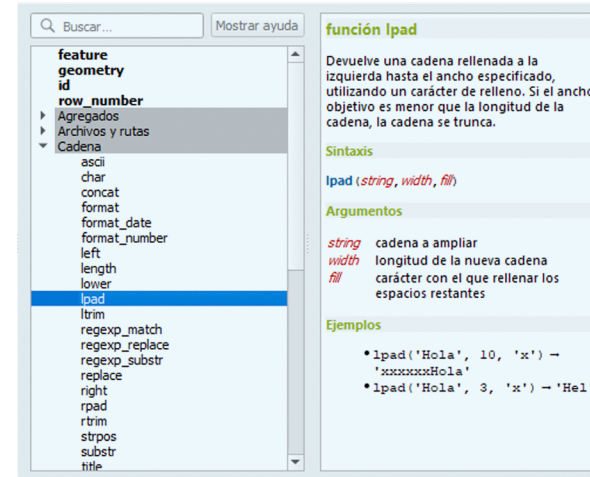 Buscar...
Mostrar ayuda
feature
geometry
id
row_number
Agregados
Archivos y rutas
Cadena
ascii
char
concat
format
format_date
format_number
left
length
lower
lpad
ltrim
regexp_match
regexp_replace
regexp_substr
replace
right
rpad
rtrim
strpos
substr
title
función lpad
Devuelve una cadena rellenada a la
izquierda hasta el ancho especificado,
utilizando un carácter de relleno. Si el ancho
objetivo es menor que la longitud de la
cadena, la cadena se trunca.
Sintaxis
lpad(string, width, fill)
Argumentos
string cadena a ampliar
width longitud de la nueva cadena
fill carácter con el que rellenar los
espacios restantes
Ejemplos
• lpad('Hola', 10, 'x') →
'xxxxxxHola'
• lpad('Hola', 3, 'x') → 'Hel